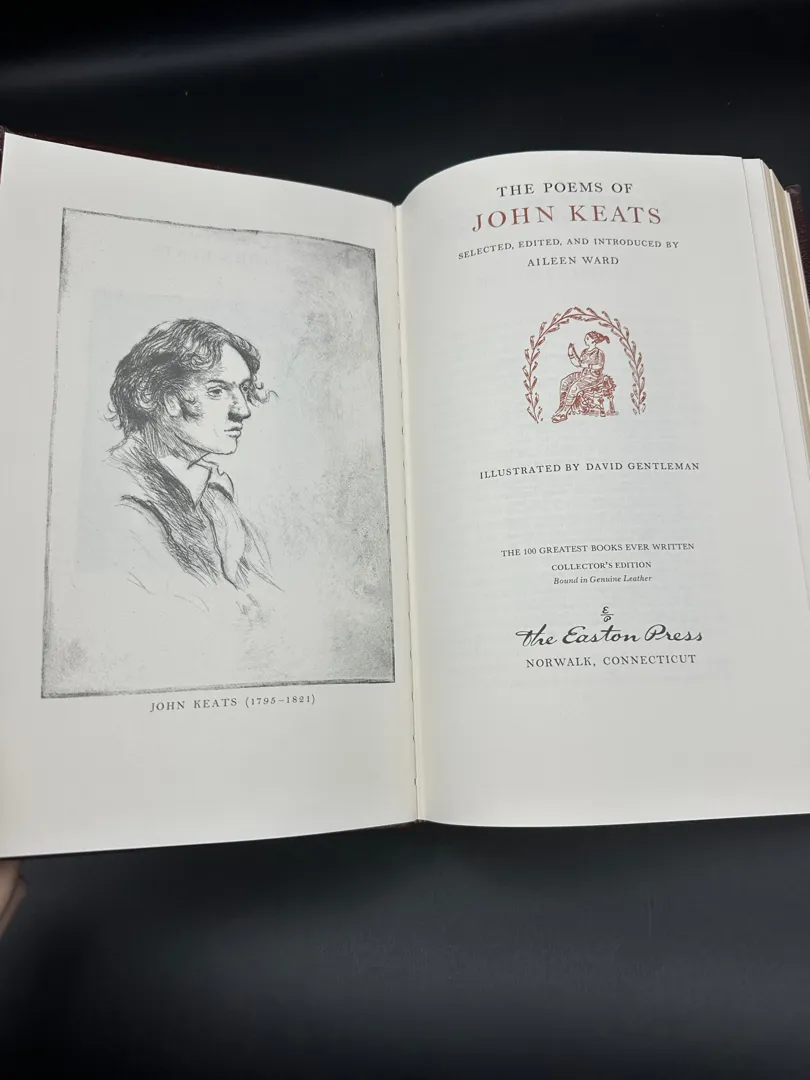 JOHN KEATS (1795–1821)
THE POEMS OF
JOHN KEATS
SELECTED, EDITED, AND INTRODUCED BY
AILEEN WARD
ILLUSTRATED BY DAVID GENTLEMAN
THE 100 GREATEST BOOKS EVER WRITTEN
COLLECTOR'S EDITION
Bound in Genuine Leather
The Easton Press
NORWALK, CONNECTICUT